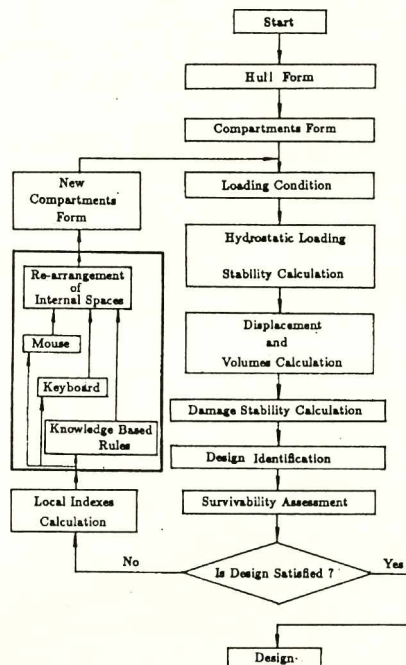 Start
Hull Form
Compartments Form
New
Compartments
Form
Loading Condition
Hydrostatic Loading
Stability Calculation
Re-arrangement
of
Internal Spaces
Mouse
Keyboard
Knowledge Based
Rules
Displacement
and
Volumes Calculation
Damage Stability Calculation
Design Identification
Local Indexes
Calculation
Survivability Assessment
No
Is Design Satisfied ?
Yes
Design